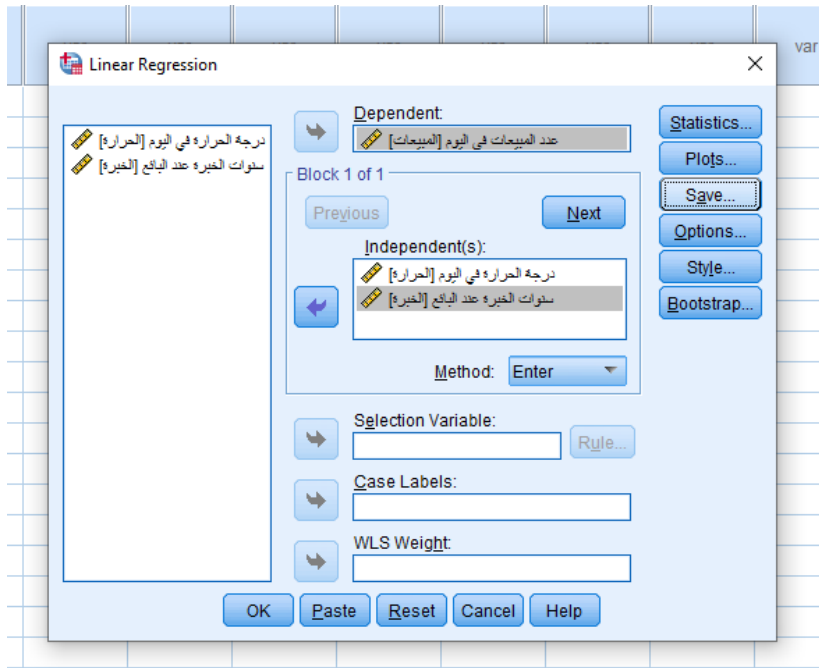 var
Linear Regression
درجة الحرارة في اليوم [الحرارة]
سنوات الخبرة عند البائع [الخبرة]
Dependent:
عدد المبيعات في اليوم [المبيعات]
Block 1 of 1
Previous
Next
Independent(s):
درجة الحرارة في اليوم [الحرارة]
سنوات الخبرة عند البائع [الخبرة]
Method:
Enter
Selection Variable:
Rule...
Case Labels:
WLS Weight:
Statistics...
Plots...
Save...
Options...
Style...
Bootstrap...
OK
Paste
Reset
Cancel
Help